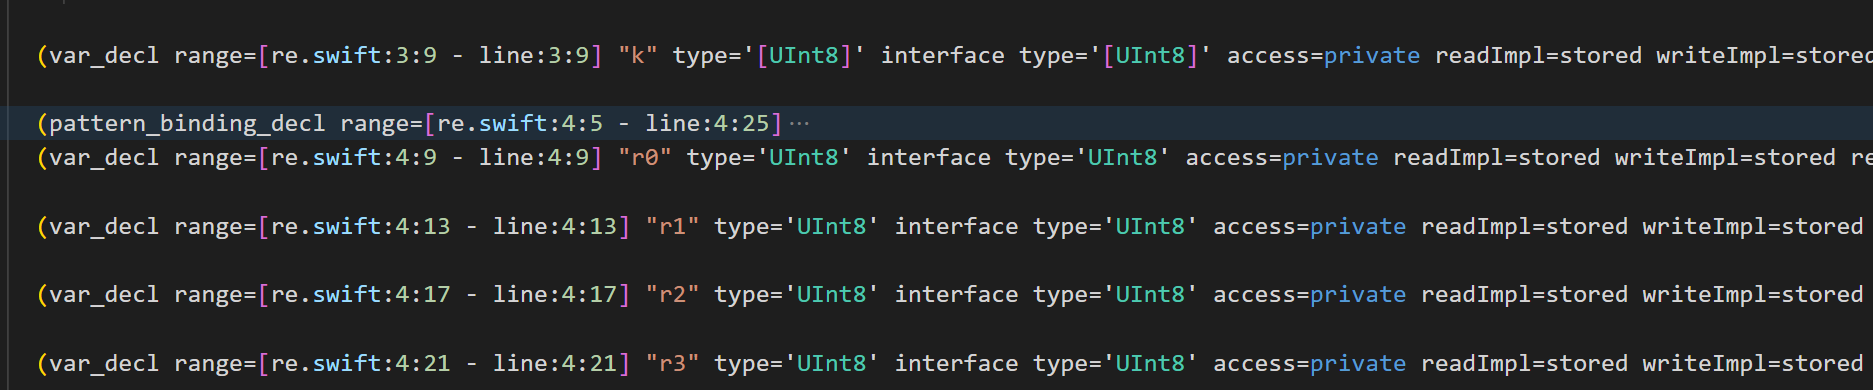 (var_decl range=[re.swift:3:9 - line:3:9] "k" type='[UInt8]' interface type='[UInt8]' access=private readImpl=stored writeImpl=stored
(pattern_binding_decl range=[re.swift:4:5 - line:4:25]···
(var_decl range=[re.swift:4:9 - line:4:9] "r0" type='UInt8' interface type='UInt8' access=private readImpl=stored writeImpl=stored re
(var_decl range=[re.swift:4:13 - line:4:13] "r1" type='UInt8' interface type='UInt8' access=private readImpl=stored writeImpl=stored
(var_decl range=[re.swift:4:17 - line:4:17] "r2" type='UInt8' interface type='UInt8' access=private readImpl=stored writeImpl=stored
(var_decl range=[re.swift:4:21 - line:4:21] "r3" type='UInt8' interface type='UInt8' access=private readImpl=stored writeImpl=stored